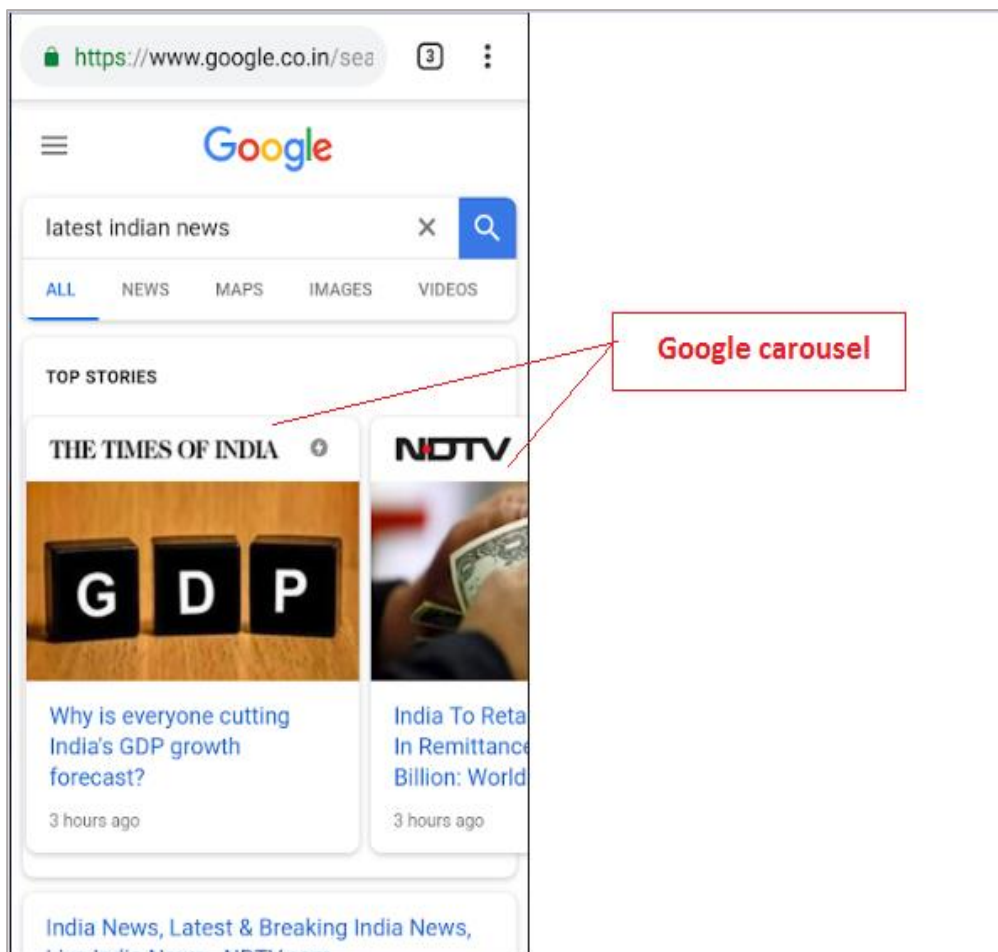 https://www.google.co.in/sea
3
Google
latest indian news
ALL NEWS MAPS IMAGES VIDEOS
TOP STORIES
Google carousel
THE TIMES OF INDIA
NDTV
G D P
Why is everyone cutting
India's GDP growth
forecast?
3 hours ago
India To Reta
In Remittance
Billion: World
3 hours ago
India News, Latest & Breaking India News,